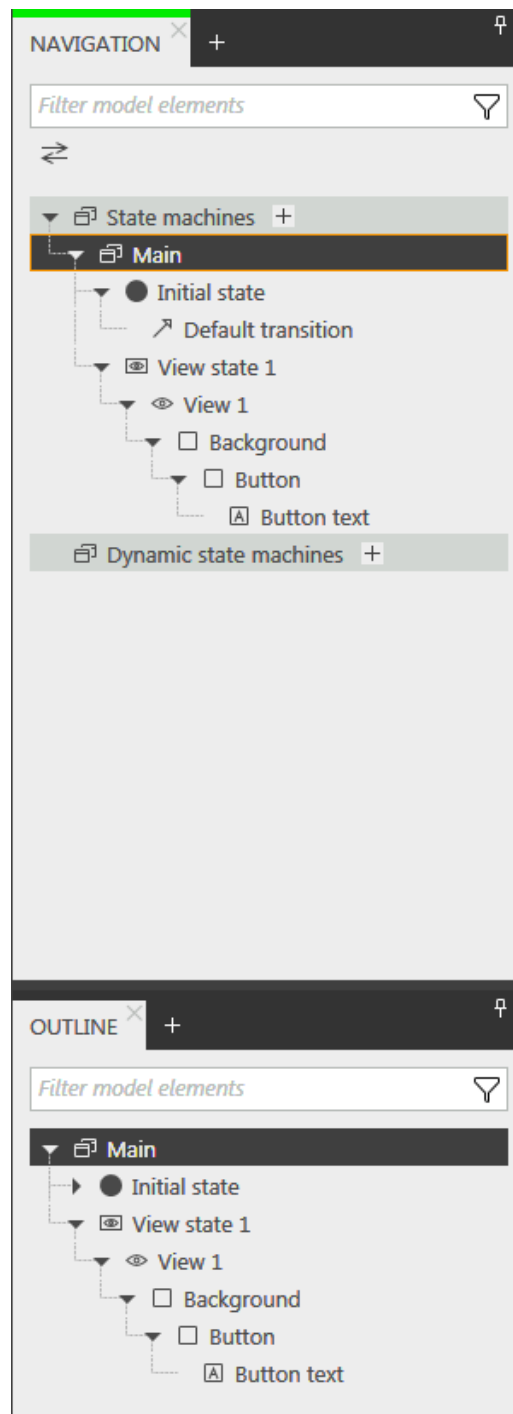 NAVIGATION
Filter model elements
State machines
Main
Initial state
Default transition
View state 1
View 1
Background
Button
A Button text
Dynamic state machines
OUTLINE
Filter model elements
Main
Initial state
View state 1
View 1
Background
Button
A Button text